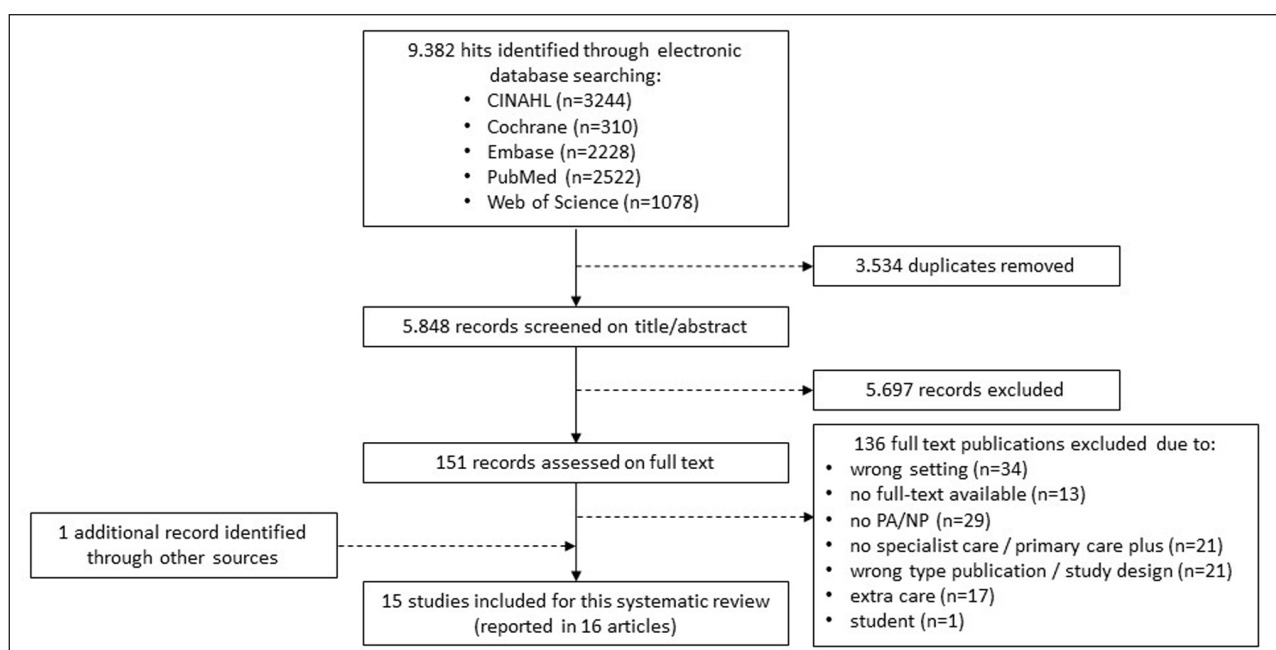 9.382 hits identified through electronic
database searching:
• CINAHL (n=3244)
• Cochrane (n=310)
• Embase (n=2228)
• PubMed (n=2522)
• Web of Science (n=1078)
3.534 duplicates removed
5.848 records screened on title/abstract
5.697 records excluded
151 records assessed on full text
136 full text publications excluded due to:
• wrong setting (n=34)
• no full-text available (n=13)
• no PA/NP (n=29)
• no specialist care / primary care plus (n=21)
• wrong type publication / study design (n=21)
• extra care (n=17)
• student (n=1)
1 additional record identified
through other sources
15 studies included for this systematic review
(reported in 16 articles)